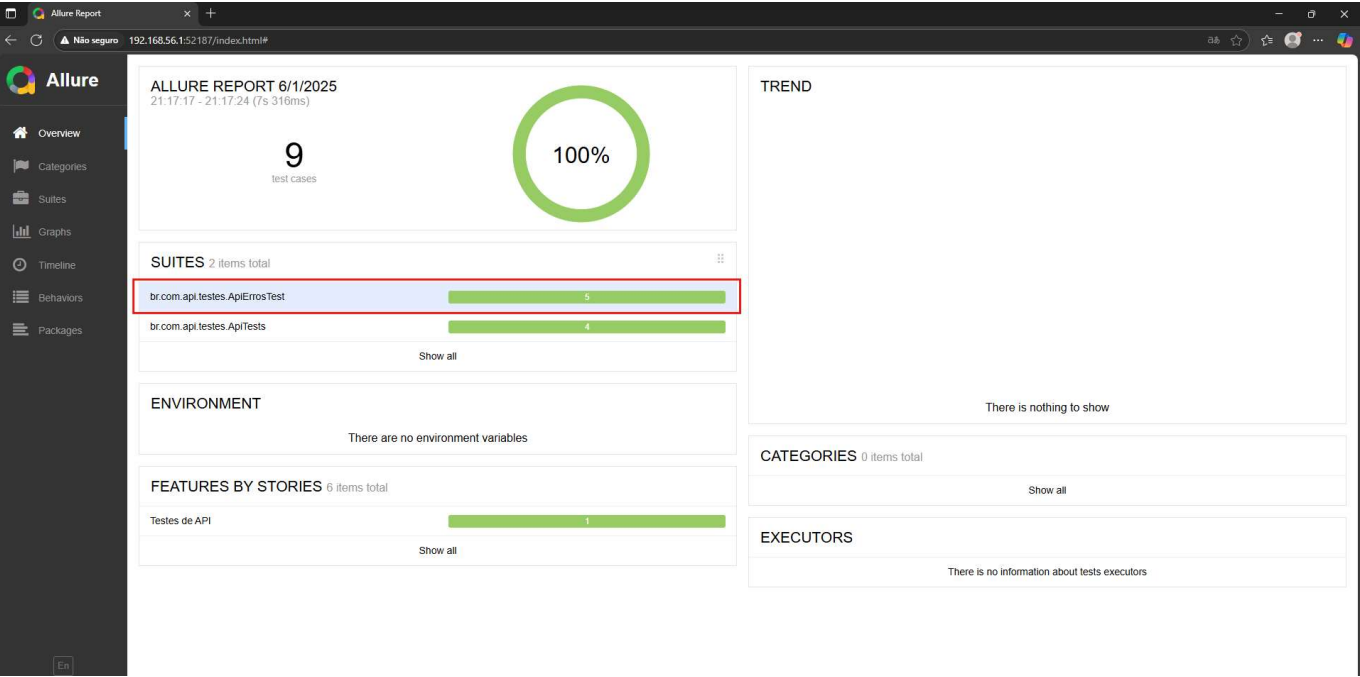 Allure Report
Não seguro 192.168.56.1:52187/index.html#
Allure
Overview
Categories
Suites
Graphs
Timeline
Behaviors
Packages
En
ALLURE REPORT 6/1/2025
21:17:17 - 21:17:24 (7s 316ms)
9
test cases
100%
SUITES 2 items total
br.com.api.testes.ApiErrosTest 5
br.com.api.testes.ApiTests 4
Show all
ENVIRONMENT
There are no environment variables
FEATURES BY STORIES 6 items total
Testes de API 1
Show all
TREND
There is nothing to show
CATEGORIES 0 items total
Show all
EXECUTORS
There is no information about tests executors